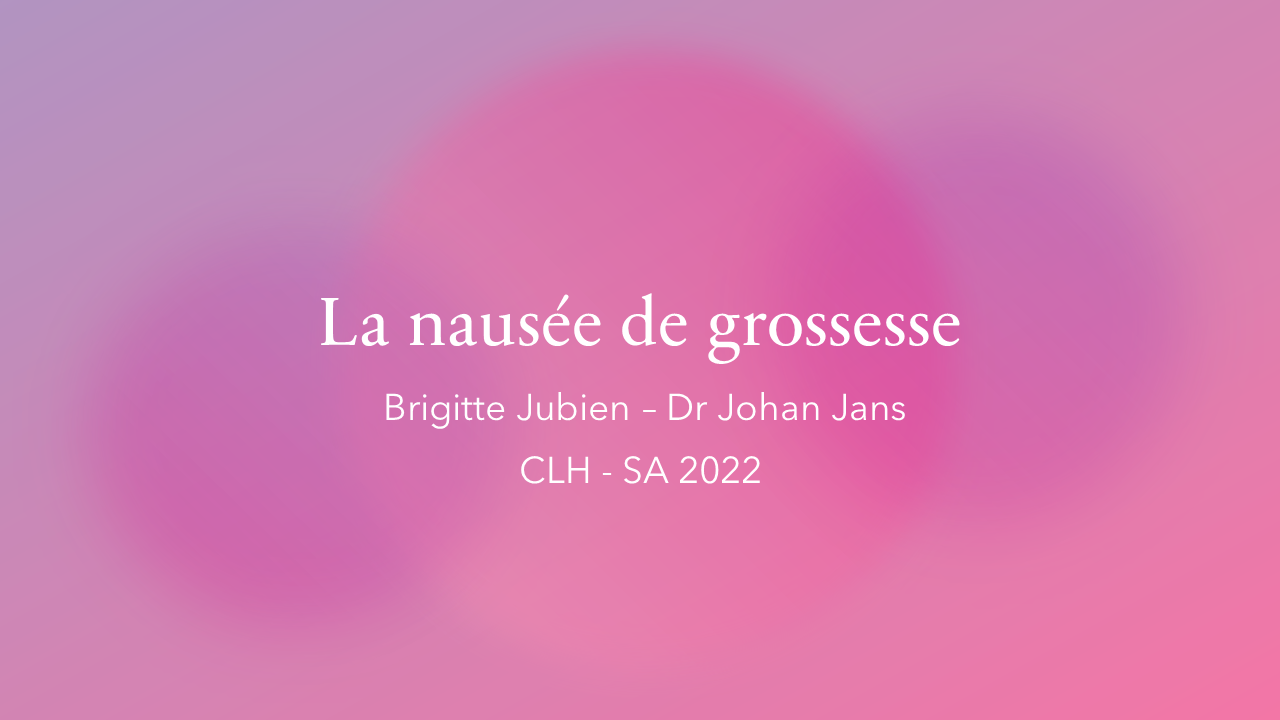 La nausée de grossesse
Brigitte Jubien – Dr Johan Jans
CLH - SA 2022